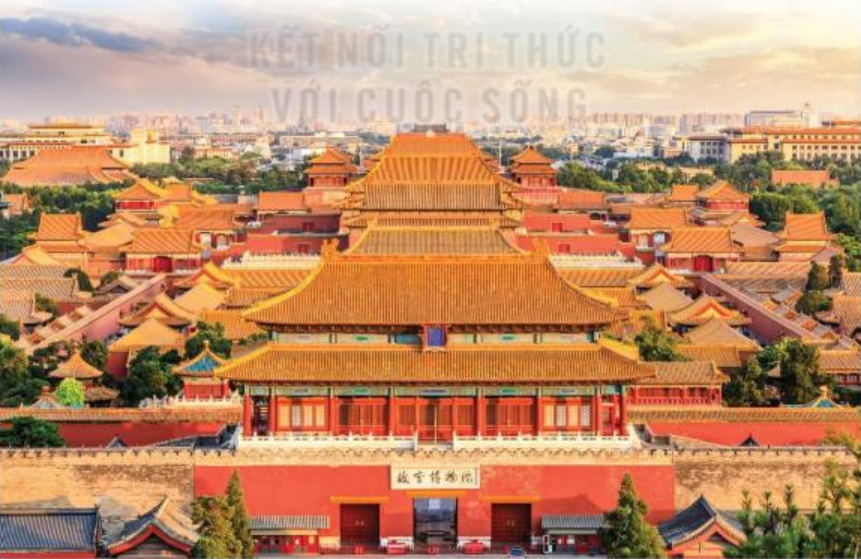 KẾT NỐI TRI THỨC
VỚI CUỘC SỐNG
故宫博物院